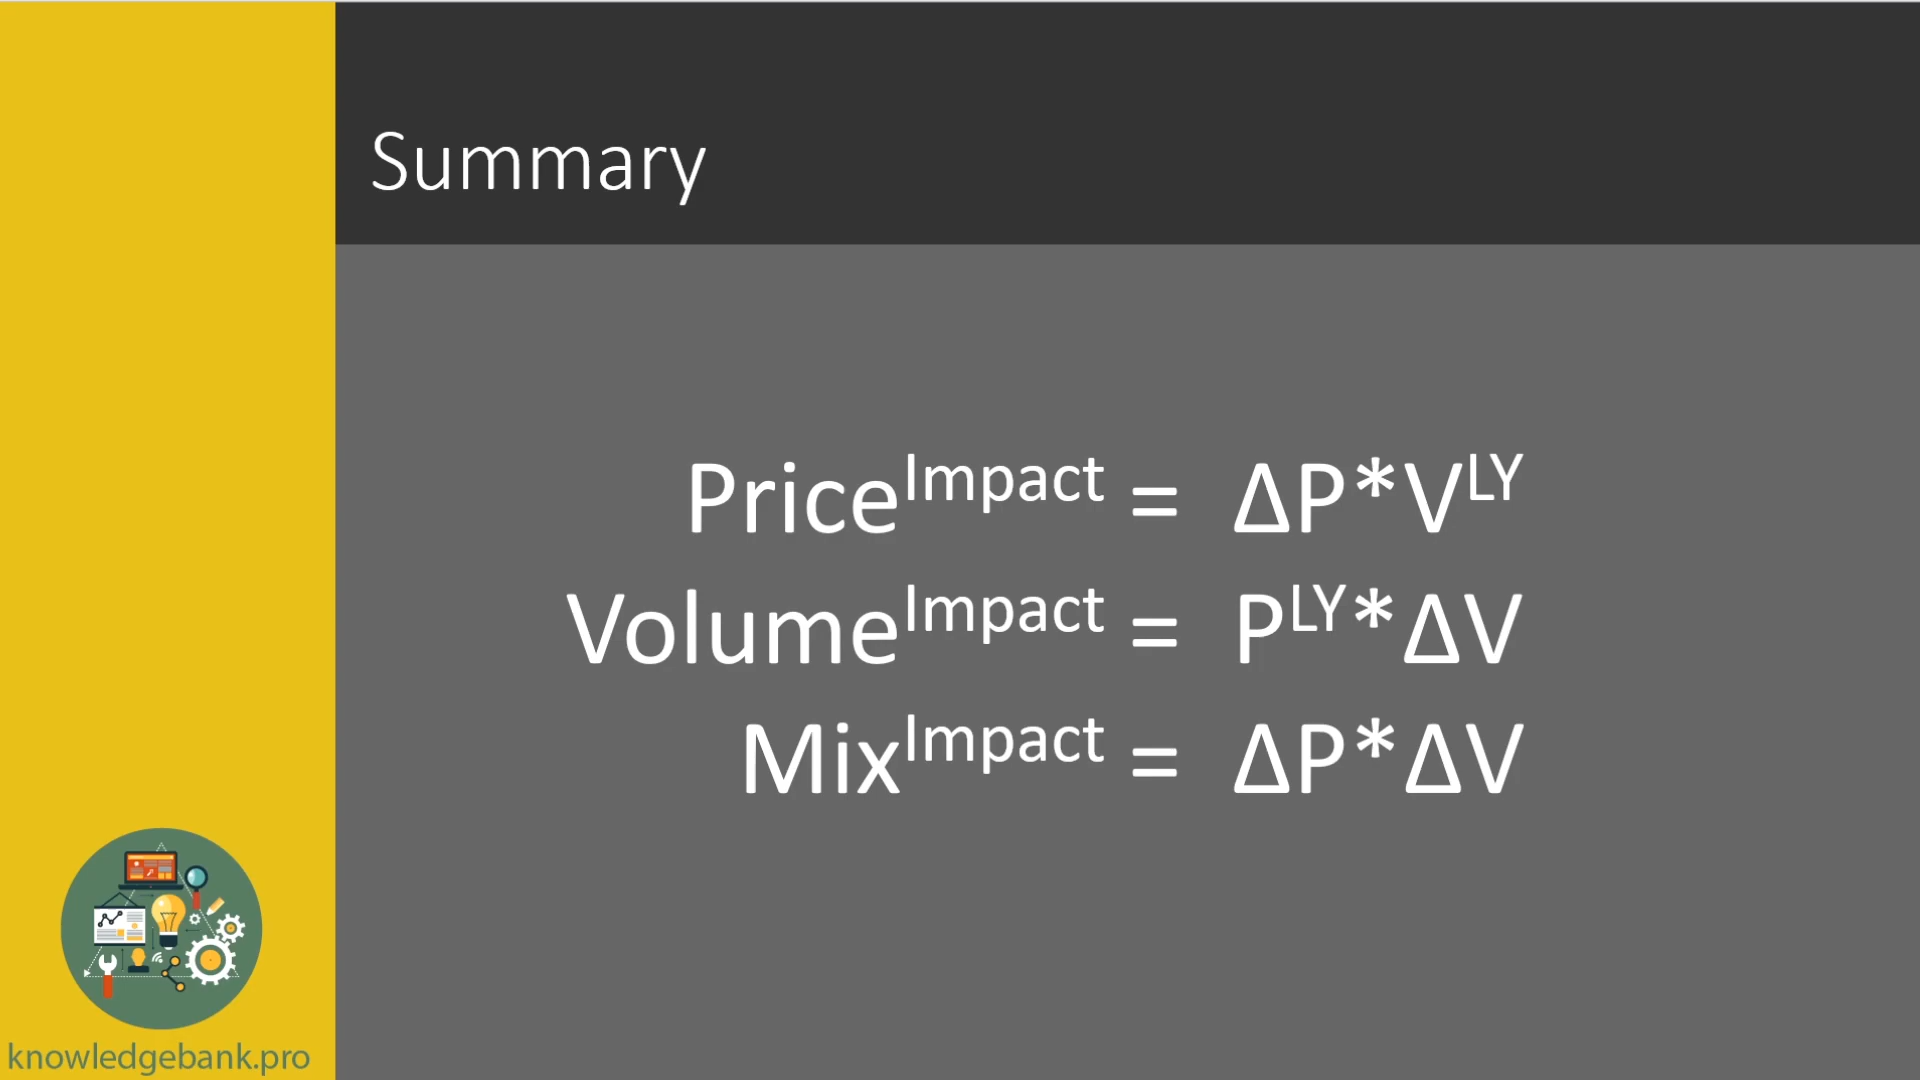 Summary
Price^Impact = ΔP*V^LY
Volume^Impact = P^LY*ΔV
Mix^Impact = ΔP*ΔV
knowledgebank.pro